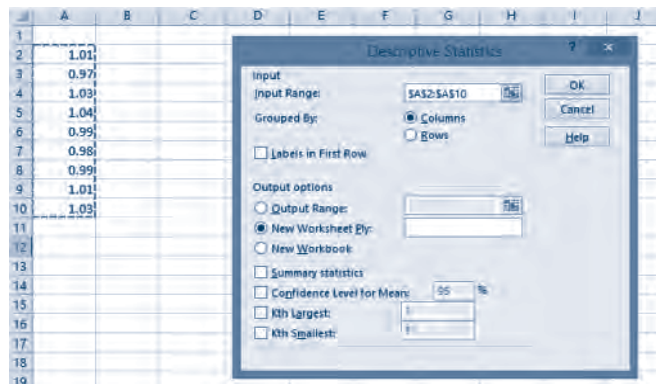 A B C D E F G H I J
1
2 1.01
3 0.97
4 1.03
5 1.04
6 0.99
7 0.98
8 0.99
9 1.01
10 1.03
11
12
13
14
15
16
17
18
19
Descriptive Statistics ? ×
Input
Input Range: $A$2:$A$10
Grouped By: Columns
Rows
Labels in First Row
OK
Cancel
Help
Output options
Output Range:
New Worksheet Ply:
New Workbook
Summary statistics
Confidence Level for Mean: 95 %
Kth Largest: 1
Kth Smallest: 1